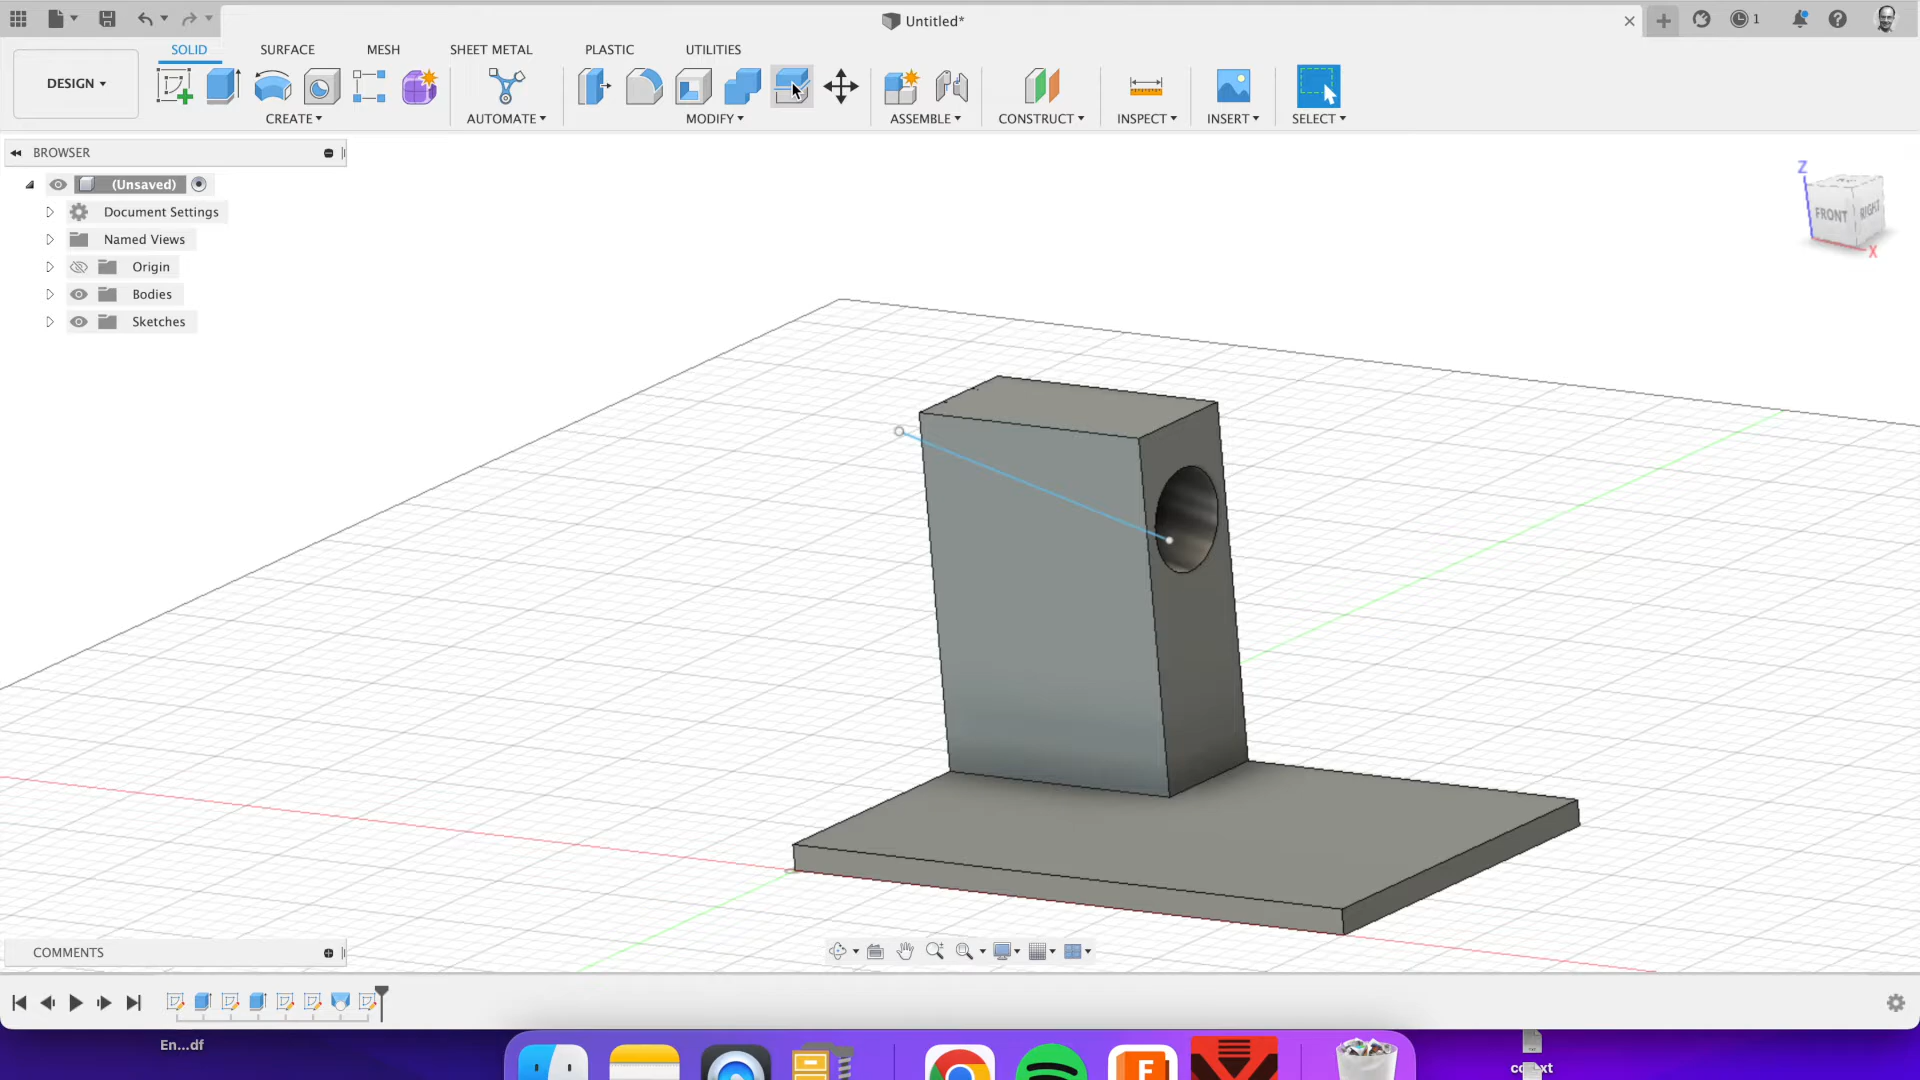 Untitled*
1
DESIGN
SOLID
SURFACE
MESH
SHEET METAL
PLASTIC
UTILITIES
CREATE
AUTOMATE
MODIFY
ASSEMBLE
CONSTRUCT
INSPECT
INSERT
SELECT
BROWSER
(Unsaved)
Document Settings
Named Views
Origin
Bodies
Sketches
Z
FRONT
RIGHT
X
COMMENTS
En...df
F